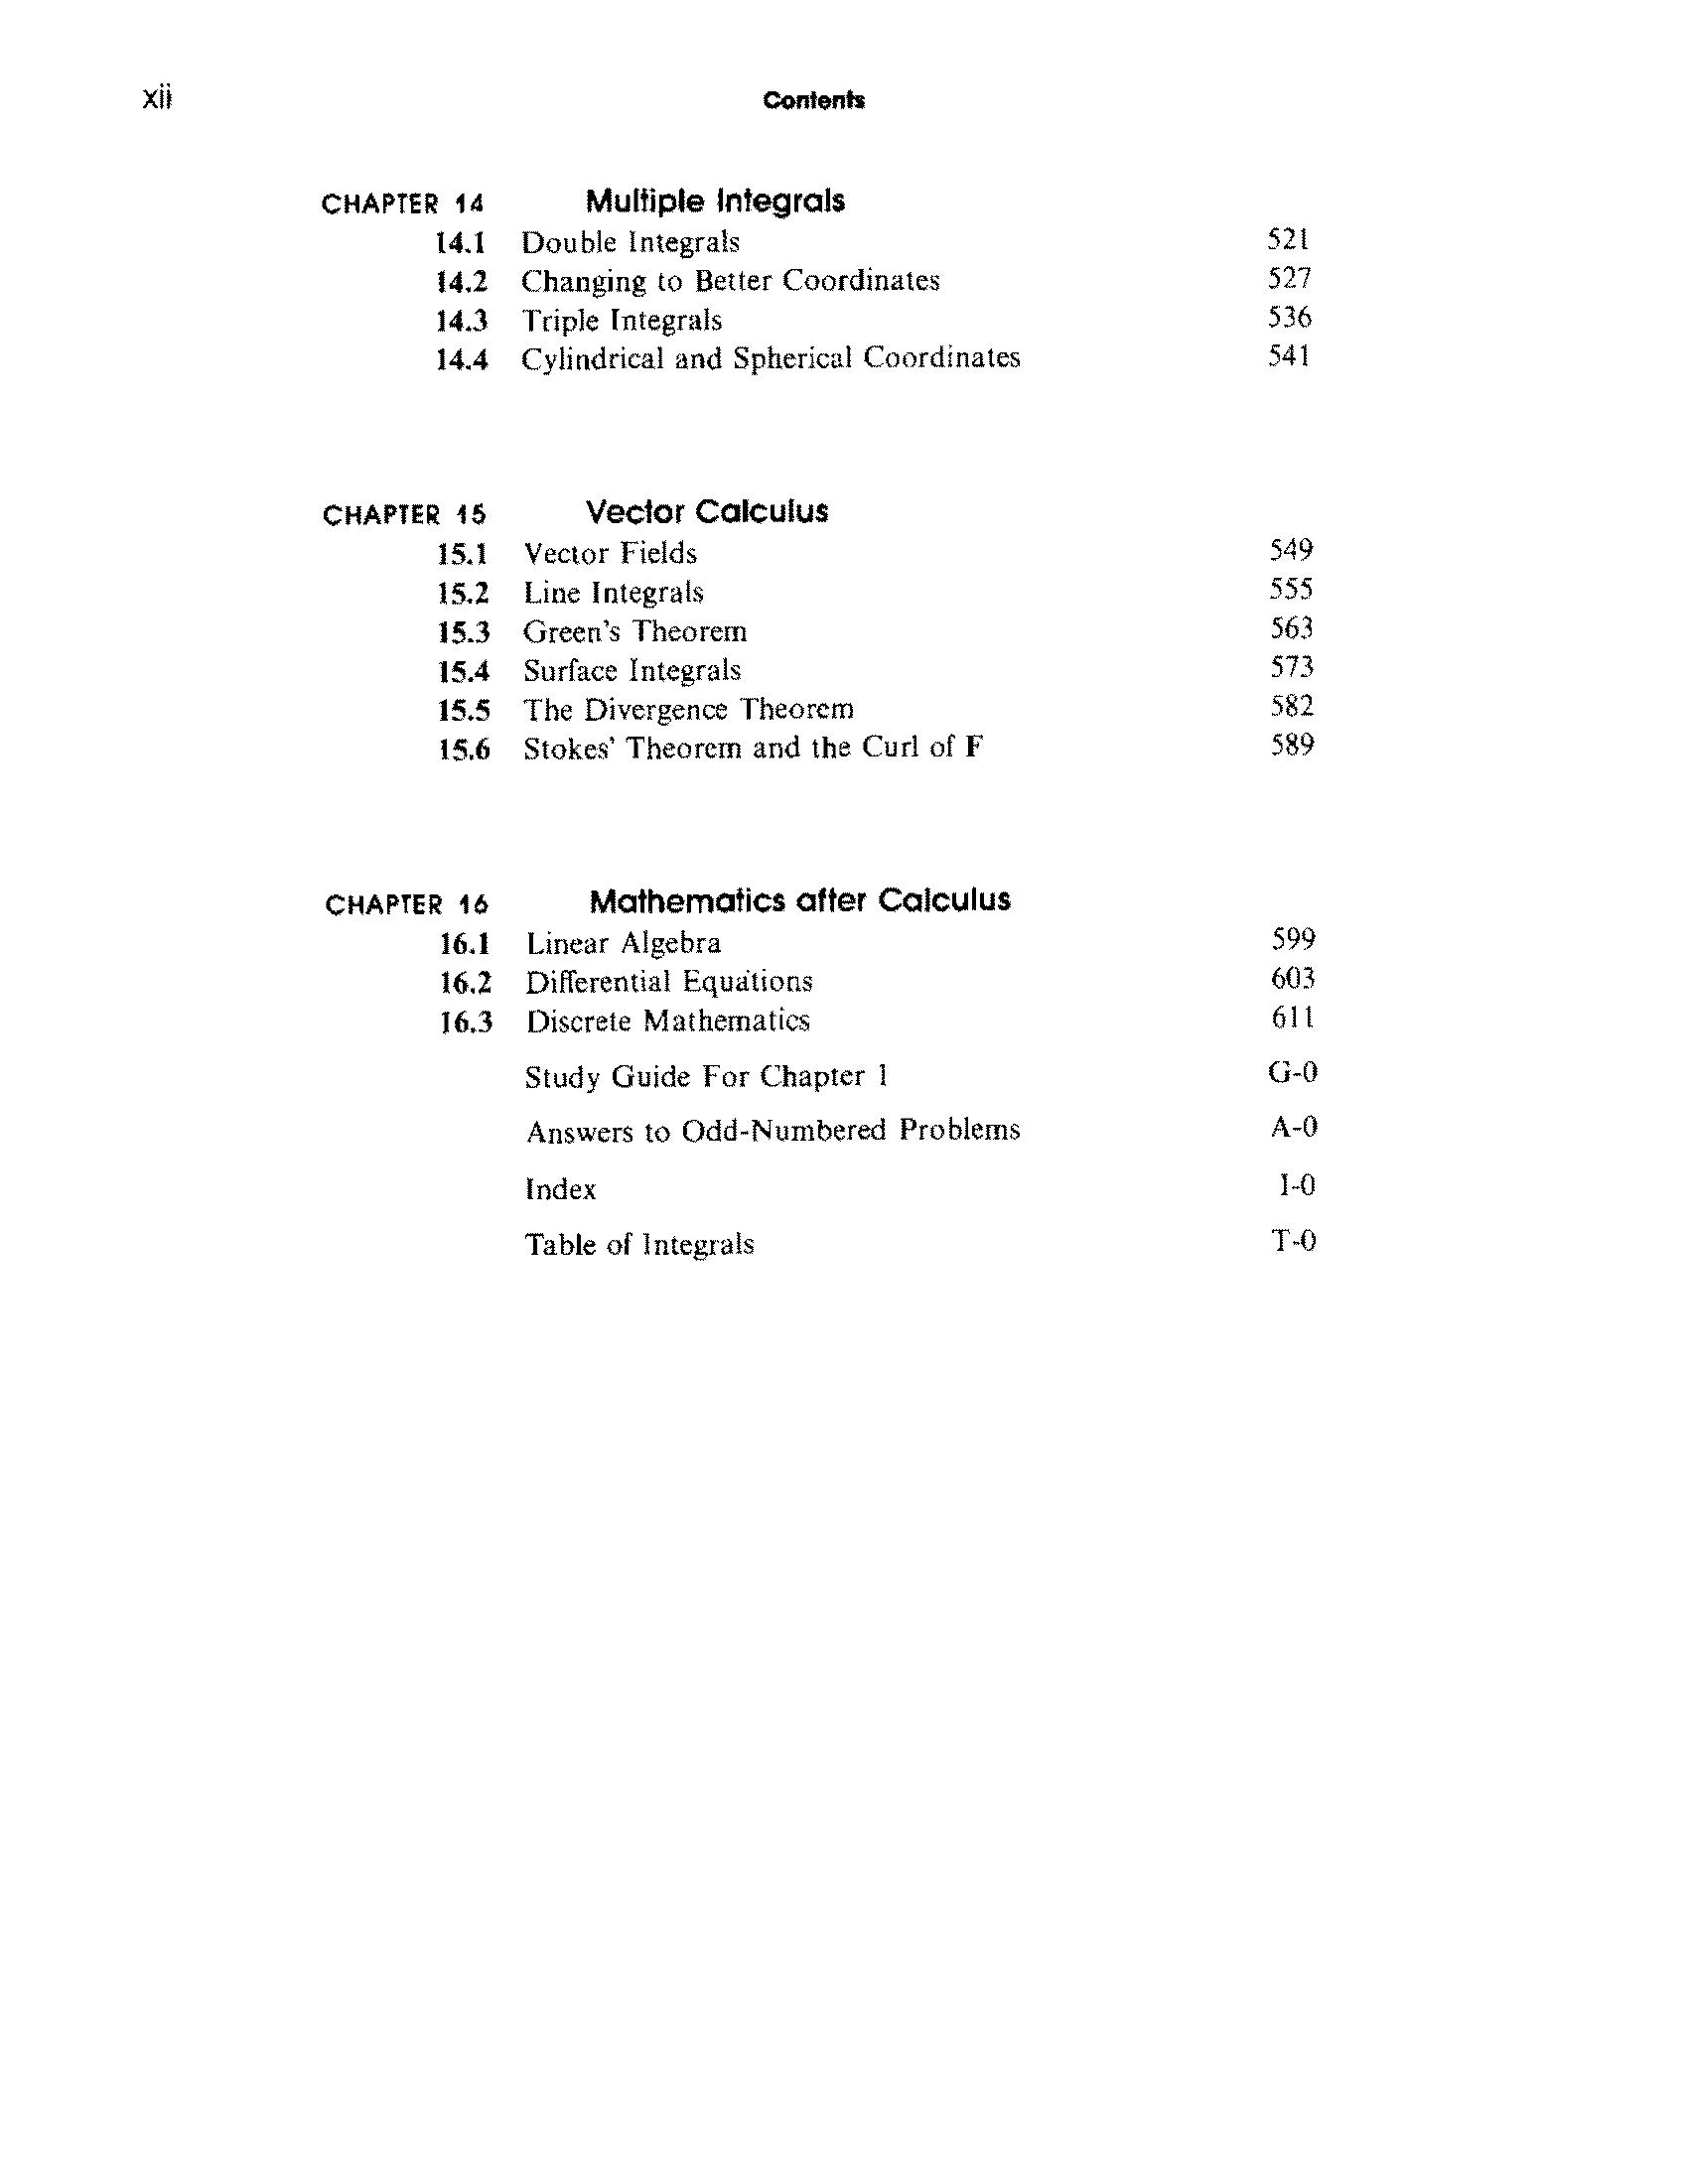 xii Contents
CHAPTER 14 Multiple Integrals
14.1 Double Integrals 521
14.2 Changing to Better Coordinates 527
14.3 Triple Integrals 536
14.4 Cylindrical and Spherical Coordinates 541
CHAPTER 15 Vector Calculus
15.1 Vector Fields 549
15.2 Line Integrals 555
15.3 Green's Theorem 563
15.4 Surface Integrals 573
15.5 The Divergence Theorem 582
15.6 Stokes' Theorem and the Curl of F 589
CHAPTER 16 Mathematics after Calculus
16.1 Linear Algebra 599
16.2 Differential Equations 603
16.3 Discrete Mathematics 611
Study Guide For Chapter 1 G-0
Answers to Odd-Numbered Problems A-0
Index I-0
Table of Integrals T-0